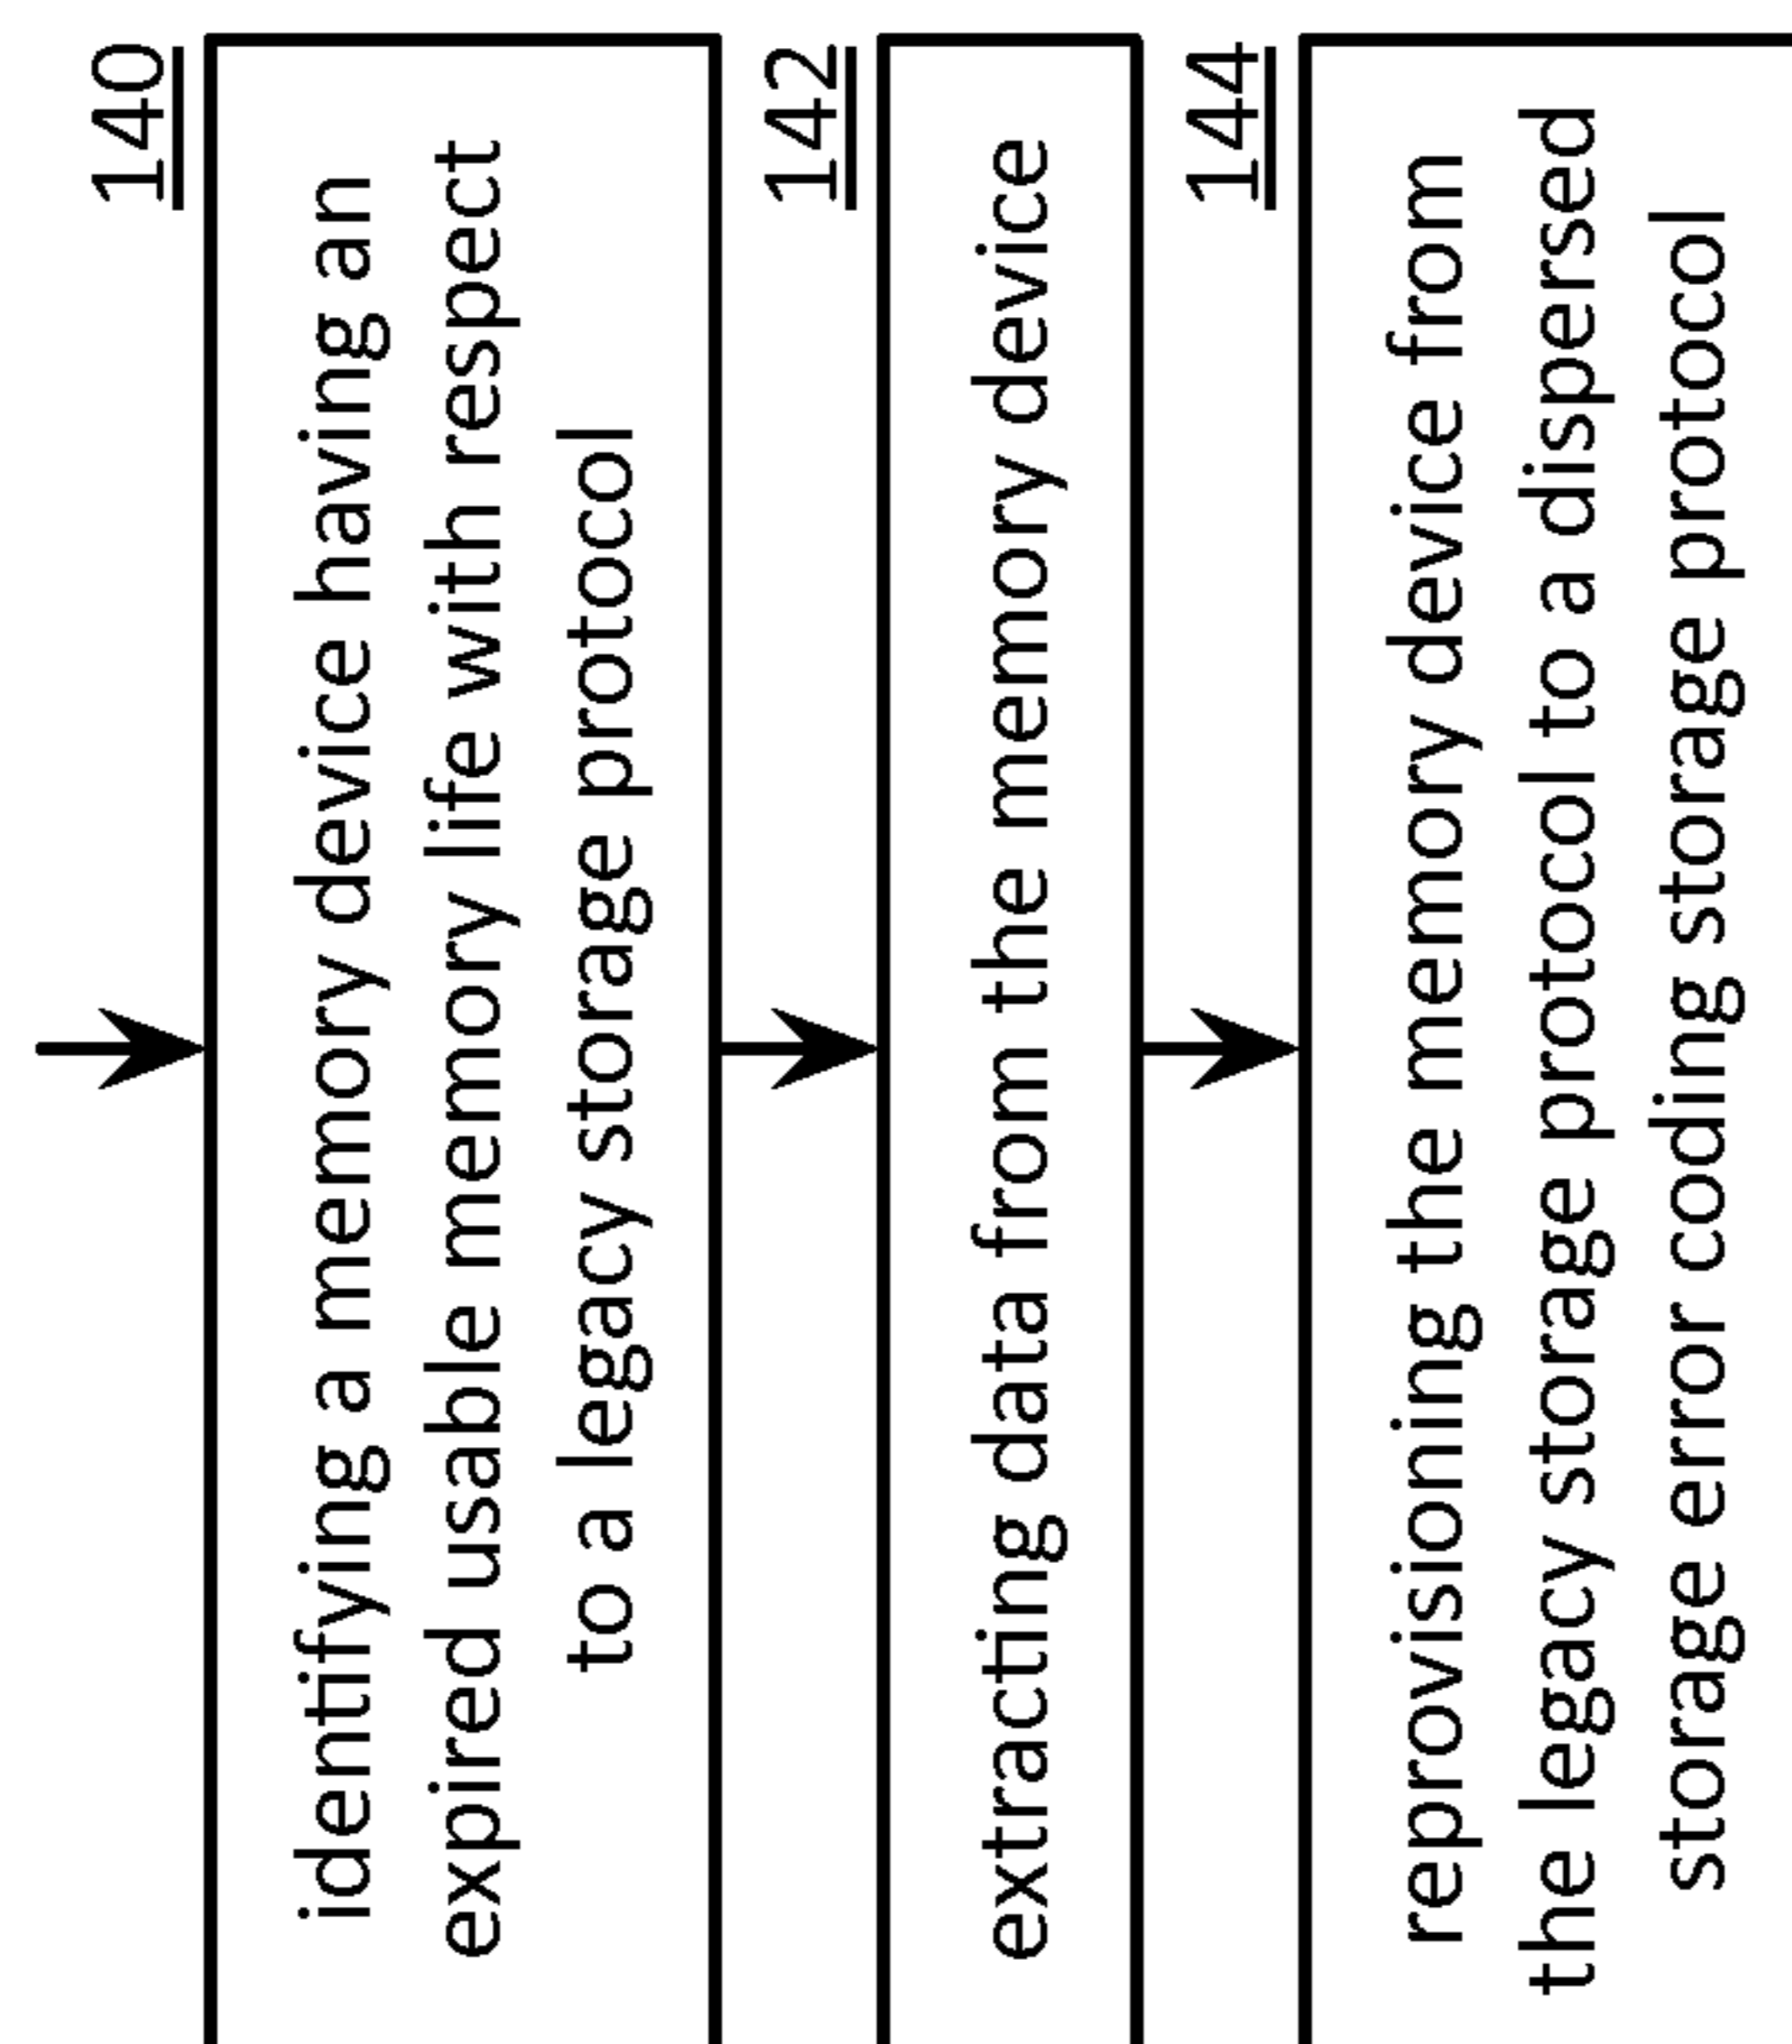 140
identifying a memory device having an
expired usable memory life with respect
to a legacy storage protocol
142
extracting data from the memory device
144
reprovisioning the memory device from
the legacy storage protocol to a dispersed
storage error coding storage protocol